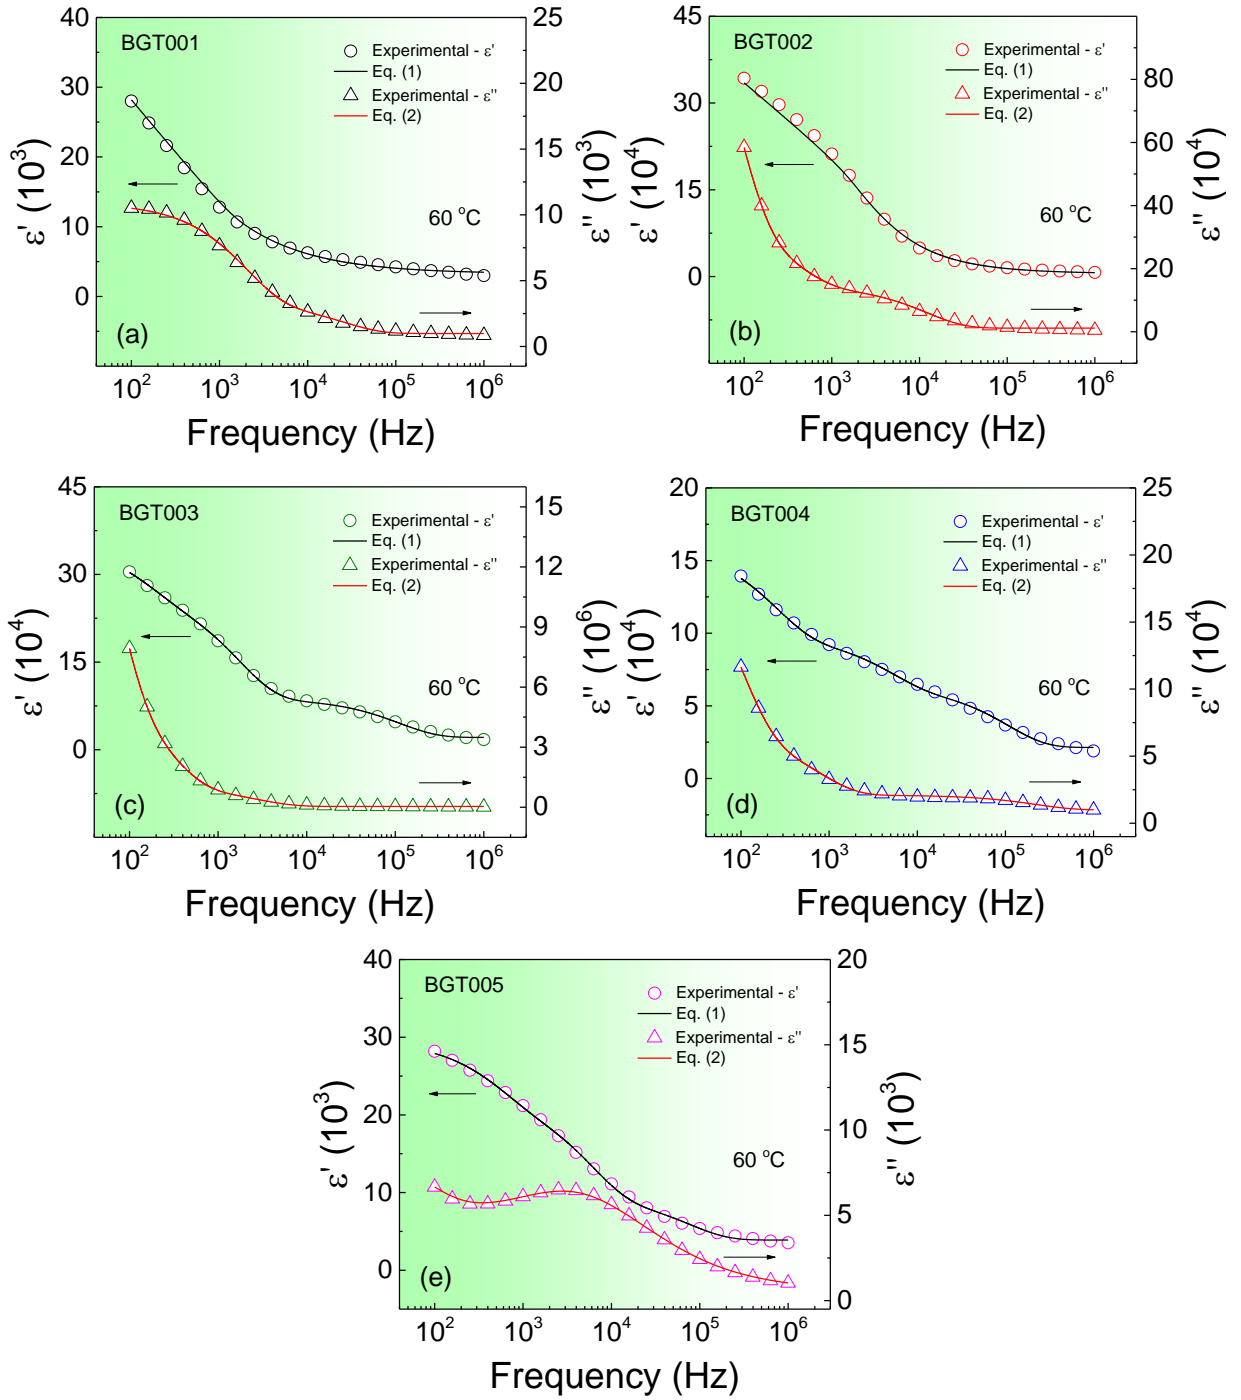 BGT001
Experimental - ε'
Eq. (1)
Experimental - ε''
Eq. (2)
60 °C
(a)
40
30
20
10
0
25
20
15
10
5
0
10² 10³ 10⁴ 10⁵ 10⁶
ε' (10³)
ε'' (10³)
Frequency (Hz)
BGT002
Experimental - ε'
Eq. (1)
Experimental - ε''
Eq. (2)
60 °C
(b)
45
30
15
0
80
60
40
20
0
10² 10³ 10⁴ 10⁵ 10⁶
ε' (10⁴)
ε'' (10⁴)
Frequency (Hz)
BGT003
Experimental - ε'
Eq. (1)
Experimental - ε''
Eq. (2)
60 °C
(c)
45
30
15
0
16
12
9
6
3
0
10² 10³ 10⁴ 10⁵ 10⁶
ε' (10⁴)
ε'' (10⁶)
Frequency (Hz)
BGT004
Experimental - ε'
Eq. (1)
Experimental - ε''
Eq. (2)
60 °C
(d)
20
15
10
5
0
25
20
15
10
5
0
10² 10³ 10⁴ 10⁵ 10⁶
ε' (10⁴)
ε'' (10⁴)
Frequency (Hz)
BGT005
Experimental - ε'
Eq. (1)
Experimental - ε''
Eq. (2)
60 °C
(e)
40
30
20
10
0
20
15
10
5
0
10² 10³ 10⁴ 10⁵ 10⁶
ε' (10³)
ε'' (10³)
Frequency (Hz)